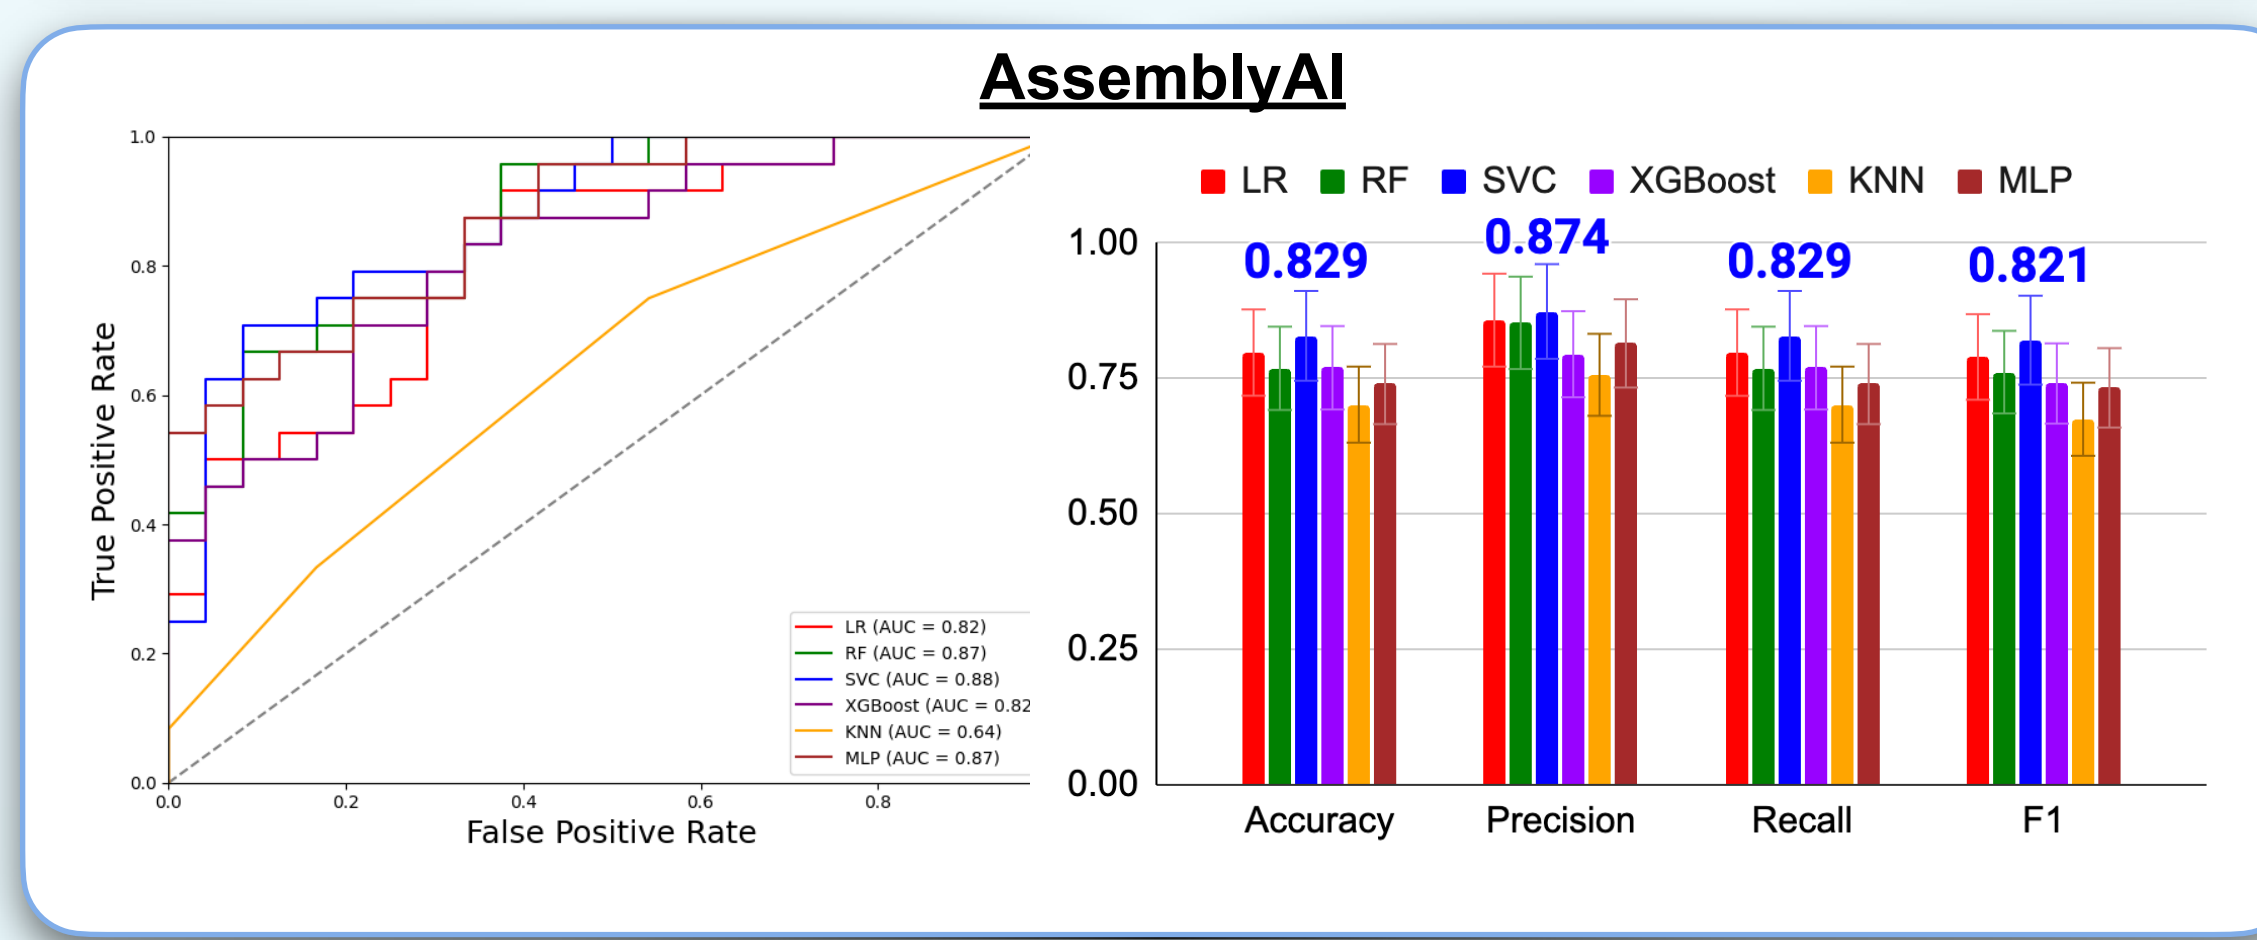 AssemblyAI
1.0
0.8
0.6
0.4
0.2
0.0
True Positive Rate
0.0 0.2 0.4 0.6 0.8
False Positive Rate
LR (AUC = 0.82)
RF (AUC = 0.87)
SVC (AUC = 0.88)
XGBoost (AUC = 0.82
KNN (AUC = 0.64)
MLP (AUC = 0.87)
LR RF SVC XGBoost KNN MLP
0.829 0.874 0.829 0.821
1.00
0.75
0.50
0.25
0.00
Accuracy Precision Recall F1